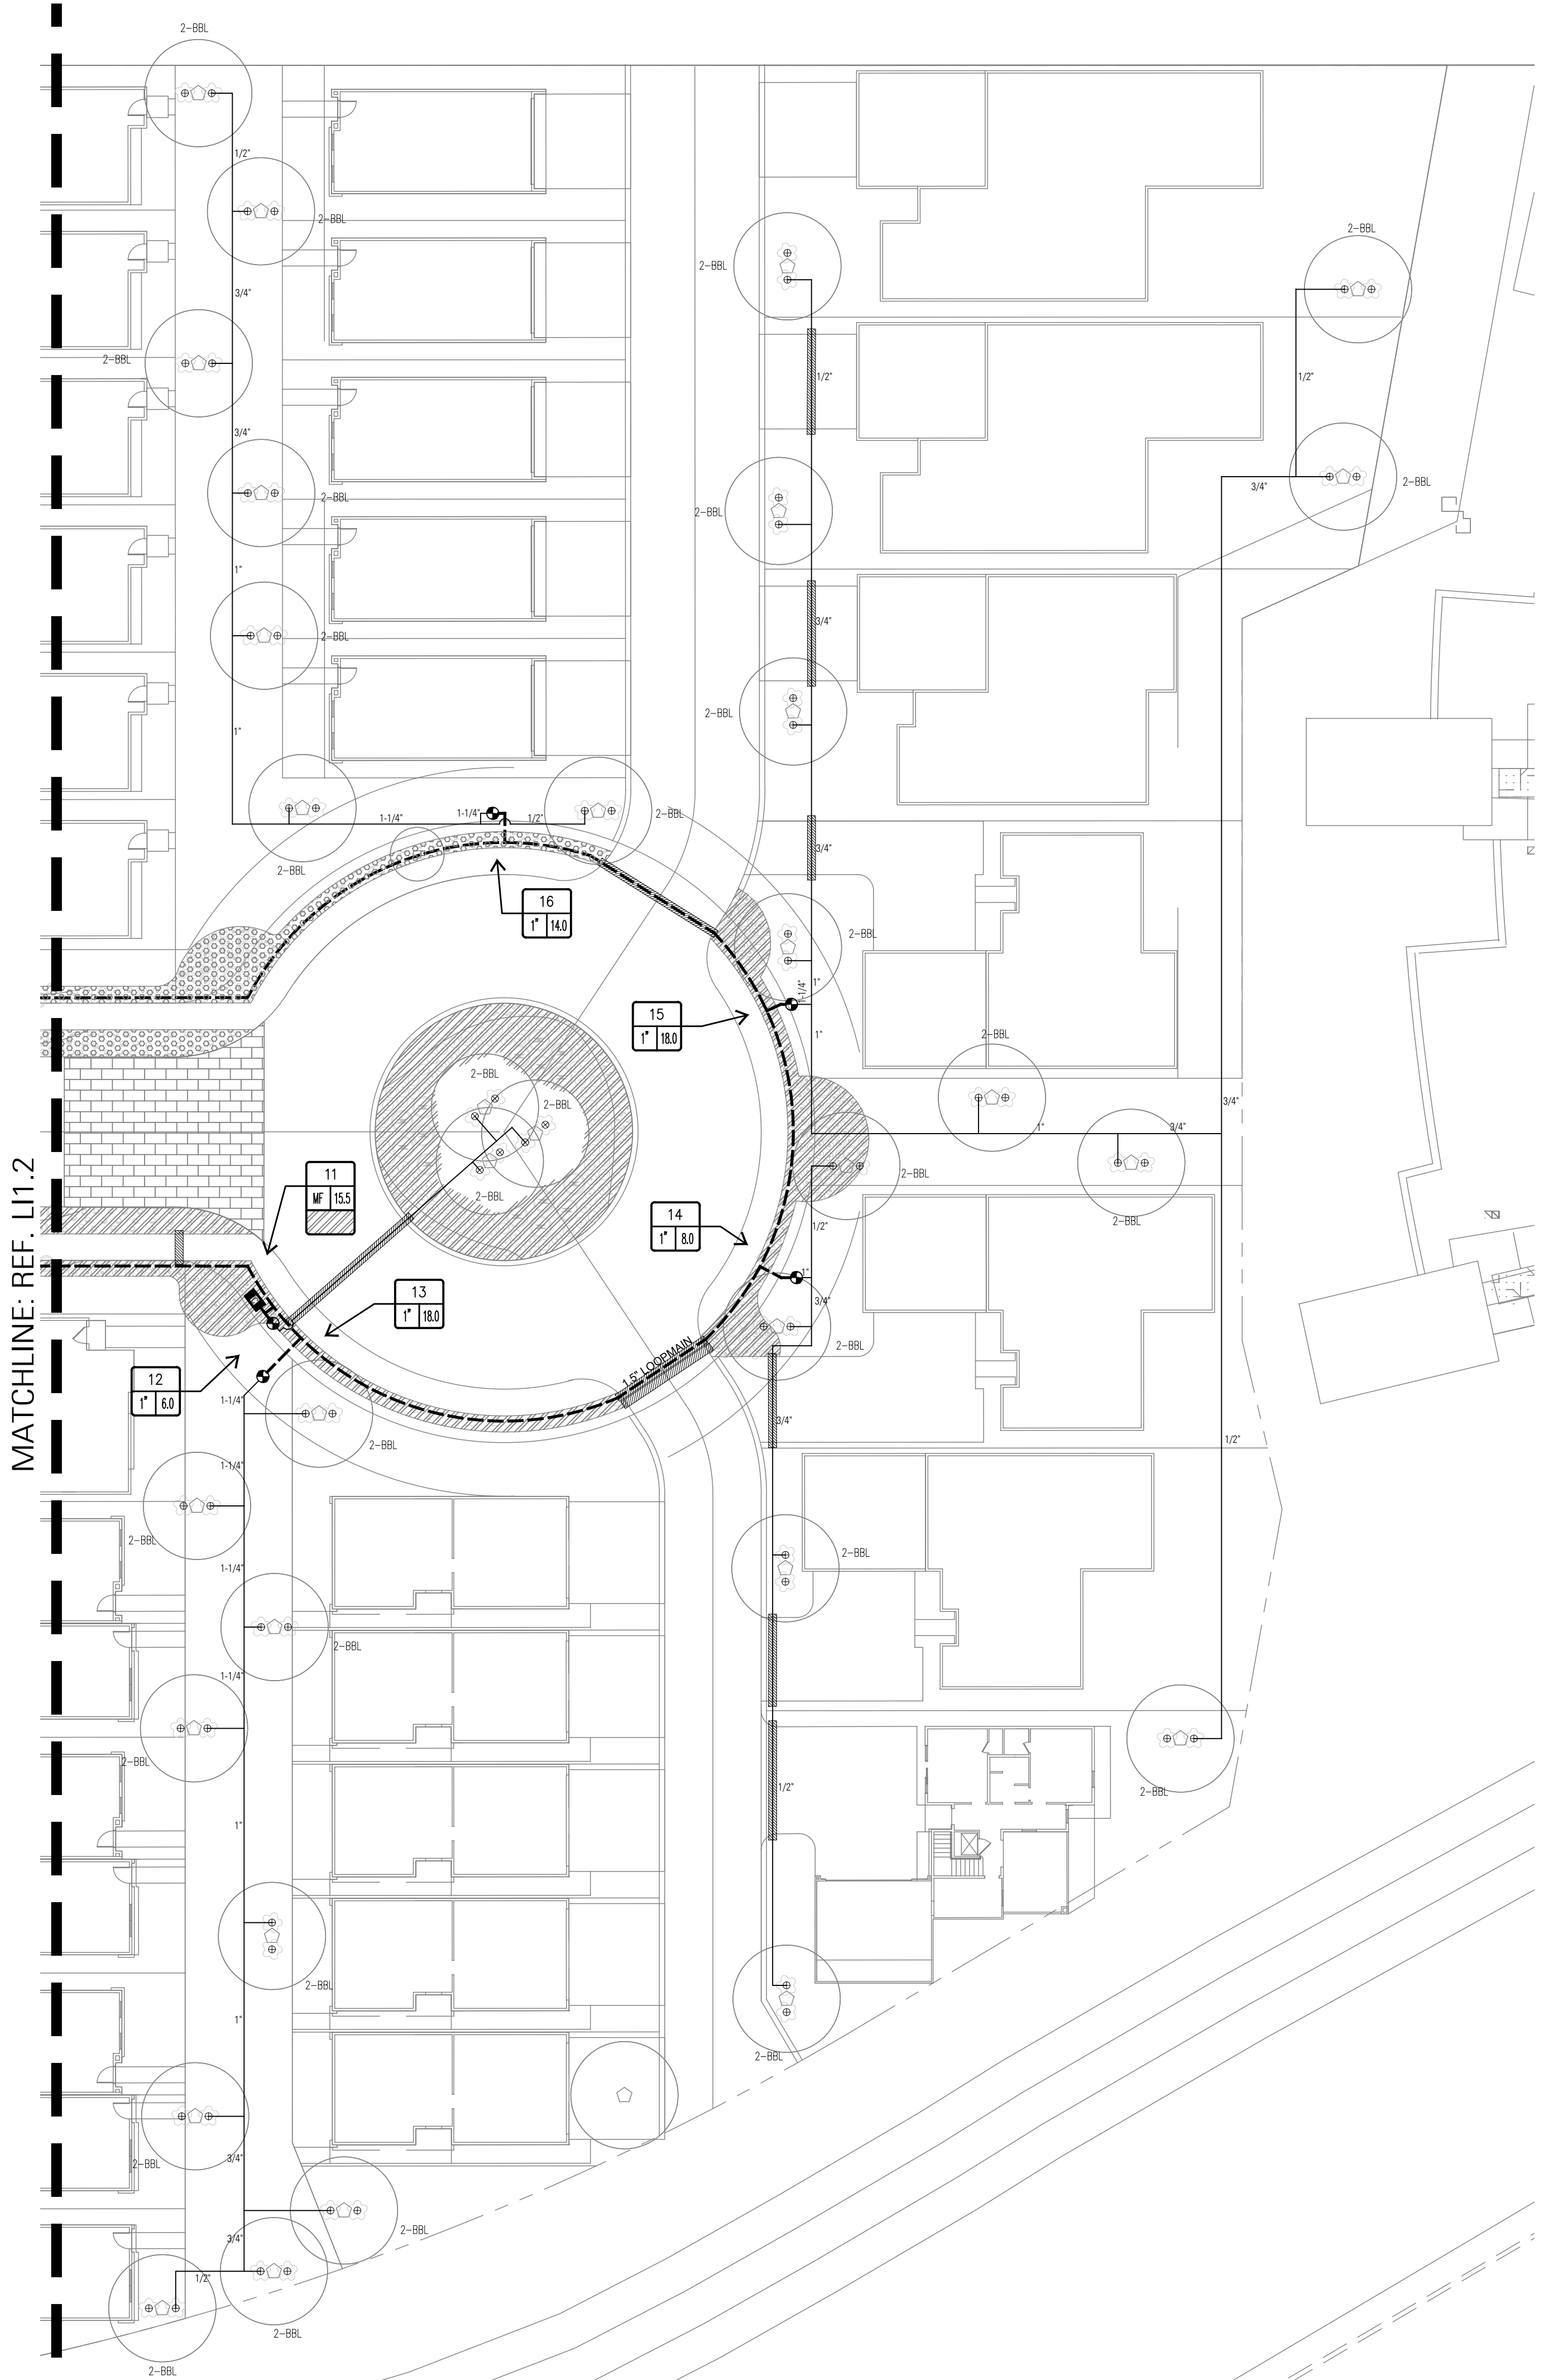 2-BBL
1/2"
2-BBL
2-BBL
2-BBL
3/4"
1/2"
2-BBL
1/2"
3/4"
2-BBL
3/4"
2-BBL
2-BBL
2-BBL
1"
3/4"
2-BBL
2-BBL
1"
1-1/4"
1-1/4"
1/2"
2-BBL
3/4"
2-BBL
16
1" 14.0
2-BBL
1"
1-1/4"
15
1" 18.0
1"
2-BBL
2-BBL
2-BBL
3/4"
1"
3/4"
11
MF 15.5
2-BBL
2-BBL
2-BBL
14
1" 8.0
1/2"
1"
13
1" 18.0
3/4"
1.5" LOOPMAIN
2-BBL
12
1" 6.0
1-1/4"
3/4"
MATCHLINE: REF. LI1.2
2-BBL
1/2"
1-1/4"
2-BBL
2-BBL
1-1/4"
2-BBL
1-1/4"
2-BBL
1/2"
2-BBL
1"
2-BBL
1"
2-BBL
2-BBL
3/4"
2-BBL
3/4"
1/2"
2-BBL
2-BBL